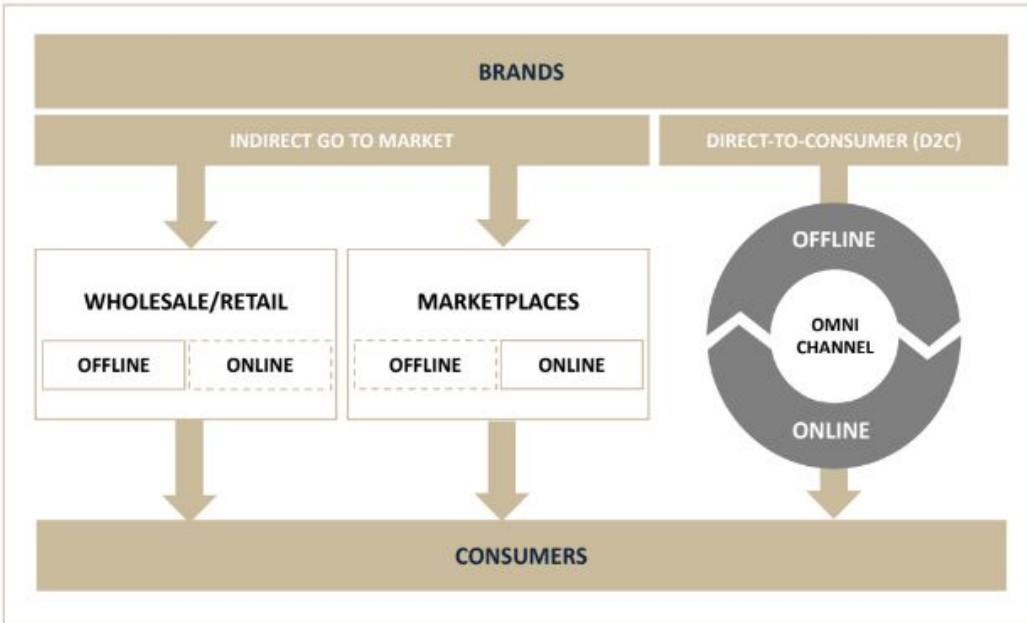 BRANDS
INDIRECT GO TO MARKET
DIRECT-TO-CONSUMER (D2C)
WHOLESALE/RETAIL
OFFLINE
ONLINE
MARKETPLACES
OFFLINE
ONLINE
OFFLINE
OMNI
CHANNEL
ONLINE
CONSUMERS